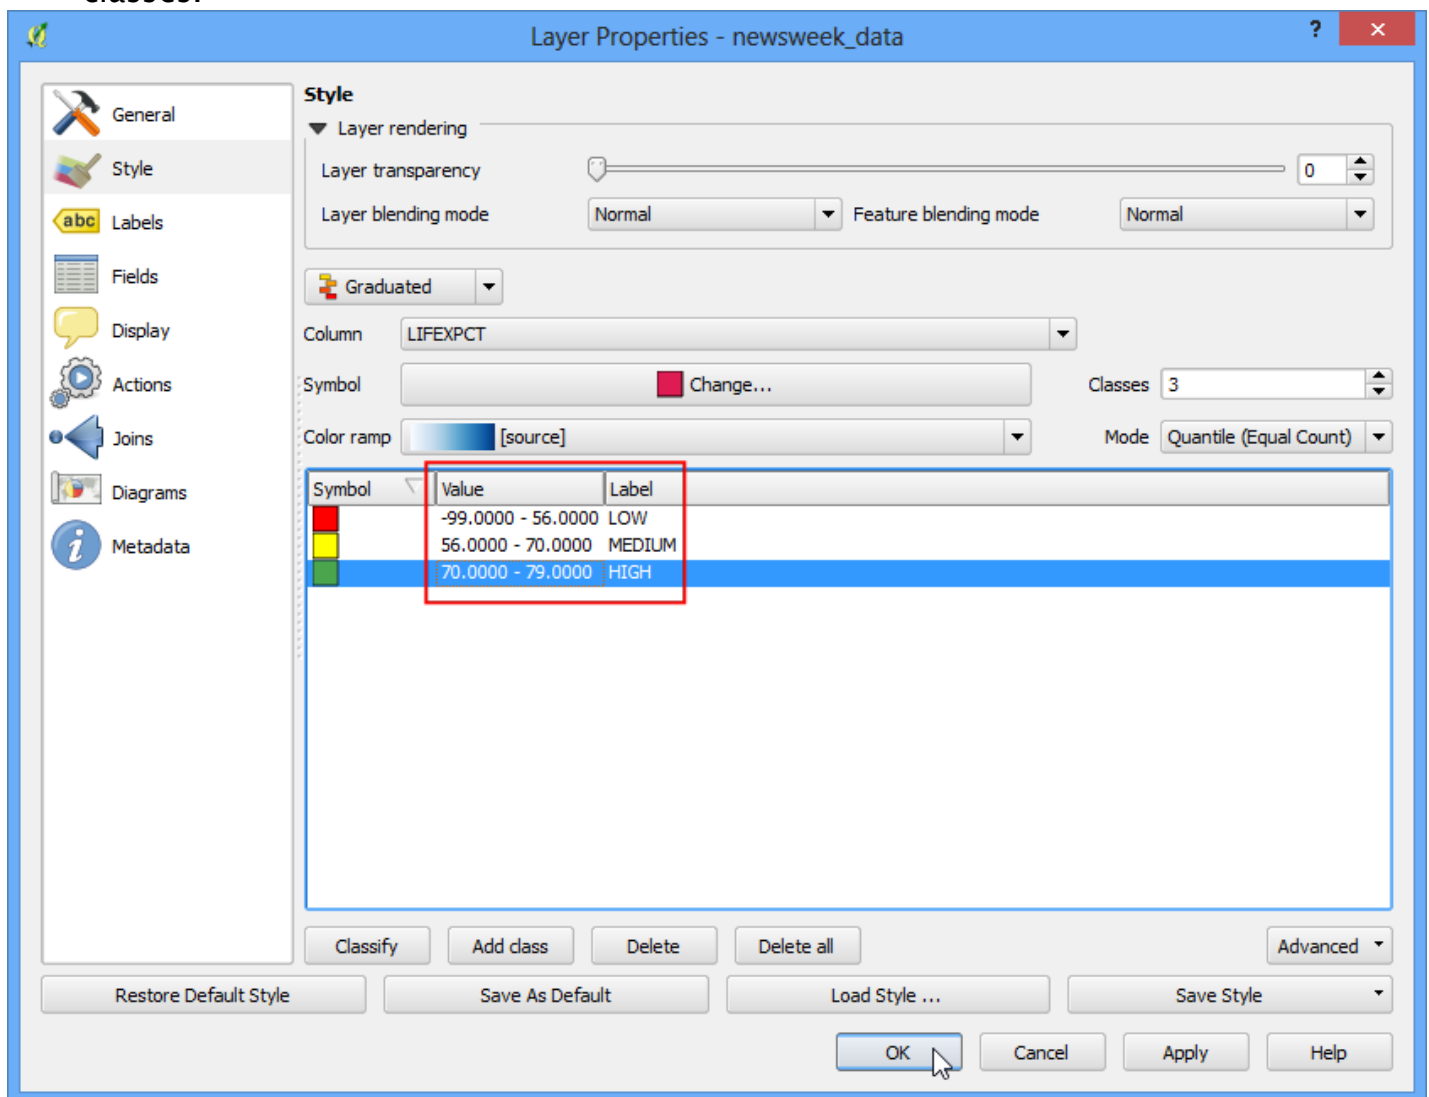 classes.
Layer Properties - newsweek_data ? ×
General
Style
Labels
Fields
Display
Actions
Joins
Diagrams
Metadata
Style
Layer rendering
Layer transparency 0
Layer blending mode Normal Feature blending mode Normal
Graduated
Column LIFEXPCT
Symbol Change... Classes 3
Color ramp [source] Mode Quantile (Equal Count)
Symbol Value Label
-99.0000 - 56.0000 LOW
56.0000 - 70.0000 MEDIUM
70.0000 - 79.0000 HIGH
Classify Add class Delete Delete all Advanced
Restore Default Style Save As Default Load Style ... Save Style
OK Cancel Apply Help
abc
i